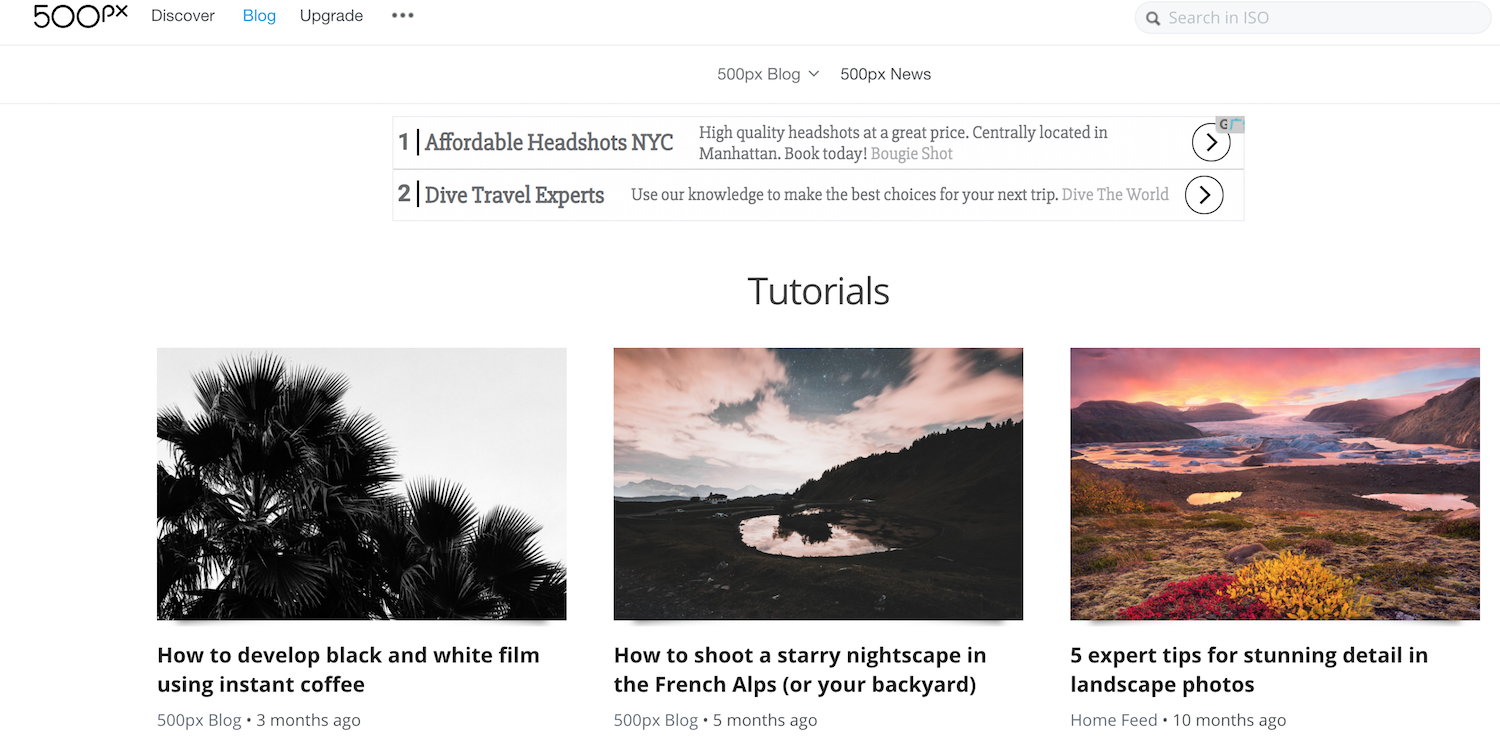 500px Discover Blog Upgrade
Search in ISO
500px Blog 500px News
1 Affordable Headshots NYC
High quality headshots at a great price. Centrally located in
Manhattan. Book today! Bougie Shot
2 Dive Travel Experts Use our knowledge to make the best choices for your next trip. Dive The World
Tutorials
How to develop black and white film
using instant coffee
500px Blog • 3 months ago
How to shoot a starry nightscape in
the French Alps (or your backyard)
500px Blog • 5 months ago
5 expert tips for stunning detail in
landscape photos
Home Feed • 10 months ago